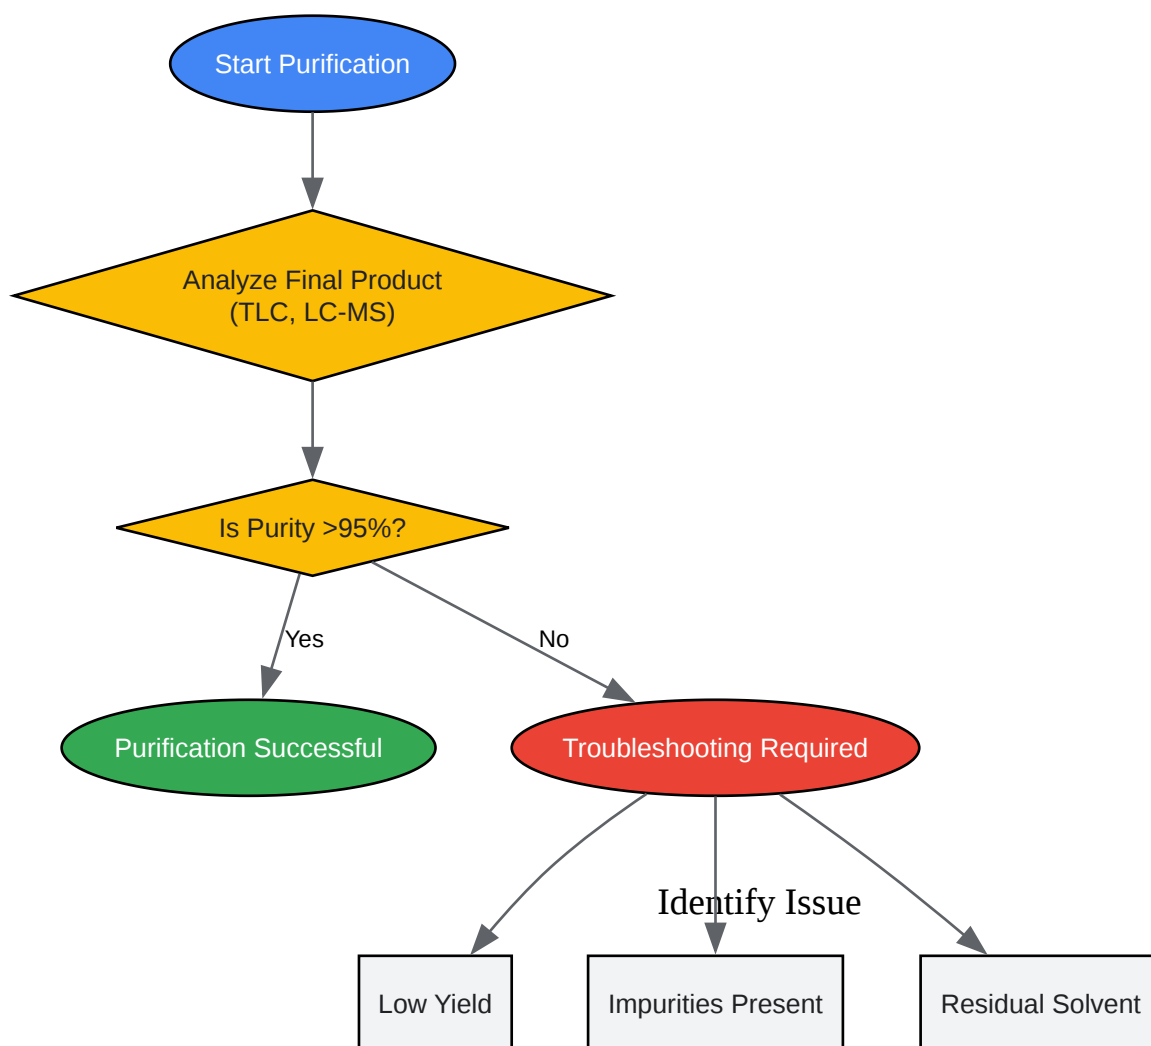 Start Purification
Analyze Final Product
(TLC, LC-MS)
Is Purity >95%?
Yes
No
Purification Successful
Troubleshooting Required
Identify Issue
Low Yield
Impurities Present
Residual Solvent